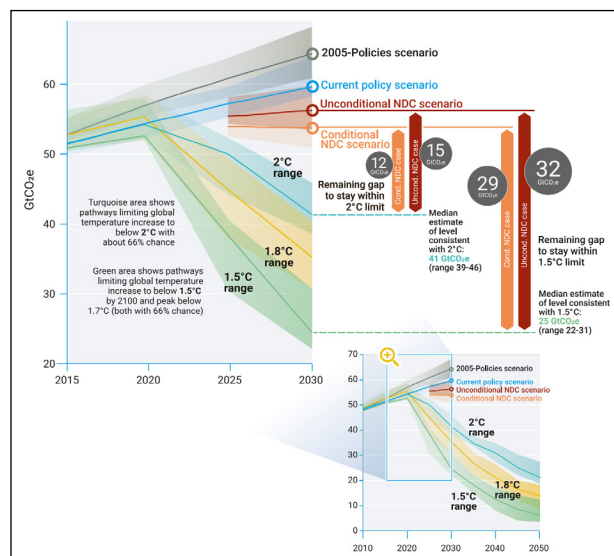 60
50
40
30
20
GtCO₂e
2015
2020
2025
2030
2005-Policies scenario
Current policy scenario
Unconditional NDC scenario
Conditional
NDC scenario
2°C
range
1.8°C
range
1.5°C
range
Turquoise area shows
pathways limiting global
temperature increase to
below 2°C with
about 66% chance
Green area shows pathways
limiting global temperature
increase to below 1.5°C
by 2100 and peak below
1.7°C (both with 66% chance)
12
GtCO₂e
15
GtCO₂e
Cond. NDC case
Uncond. NDC case
Remaining gap
to stay within
2°C limit
Median
estimate
of level
consistent
with 2°C:
41 GtCO₂e
(range 39-46)
29
GtCO₂e
32
GtCO₂e
Cond. NDC case
Uncond. NDC case
Remaining gap
to stay within
1.5°C limit
Median estimate
of level consistent
with 1.5°C:
25 GtCO₂e
(range 22-31)
70
60
50
40
30
20
10
0
2010
2020
2030
2040
2050
2005-Policies scenario
Current policy scenario
Unconditional NDC scenario
Conditional NDC scenario
2°C
range
1.8°C
range
1.5°C
range